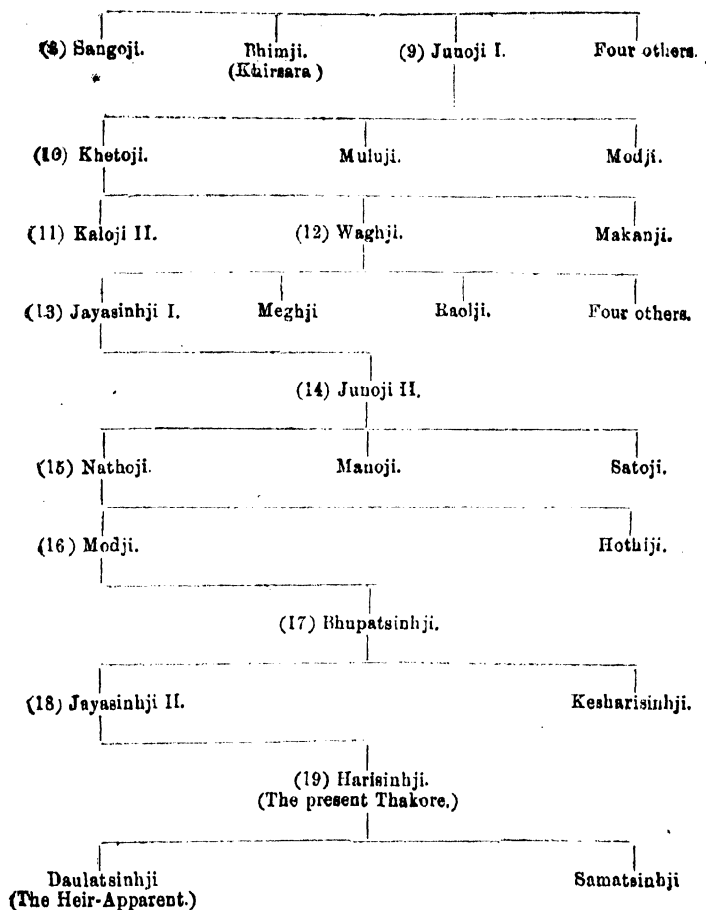 (8) Sangoji. Bhimji. (9) Junoji I. Four others.
(Khirsara)
(10) Khetoji. Muluji. Modji.
(11) Kaloji II. (12) Waghji. Makanji.
(13) Jayasinhji I. Meghji Raolji. Four others.
(14) Junoji II.
(15) Nathoji. Manoji. Satoji.
(16) Modji. Hothiji.
(17) Bhupatsinhji.
(18) Jayasinhji II. Kesharisinhji.
(19) Harisinhji.
(The present Thakore.)
Daulatsinhji Samatsinhji
(The Heir-Apparent.)